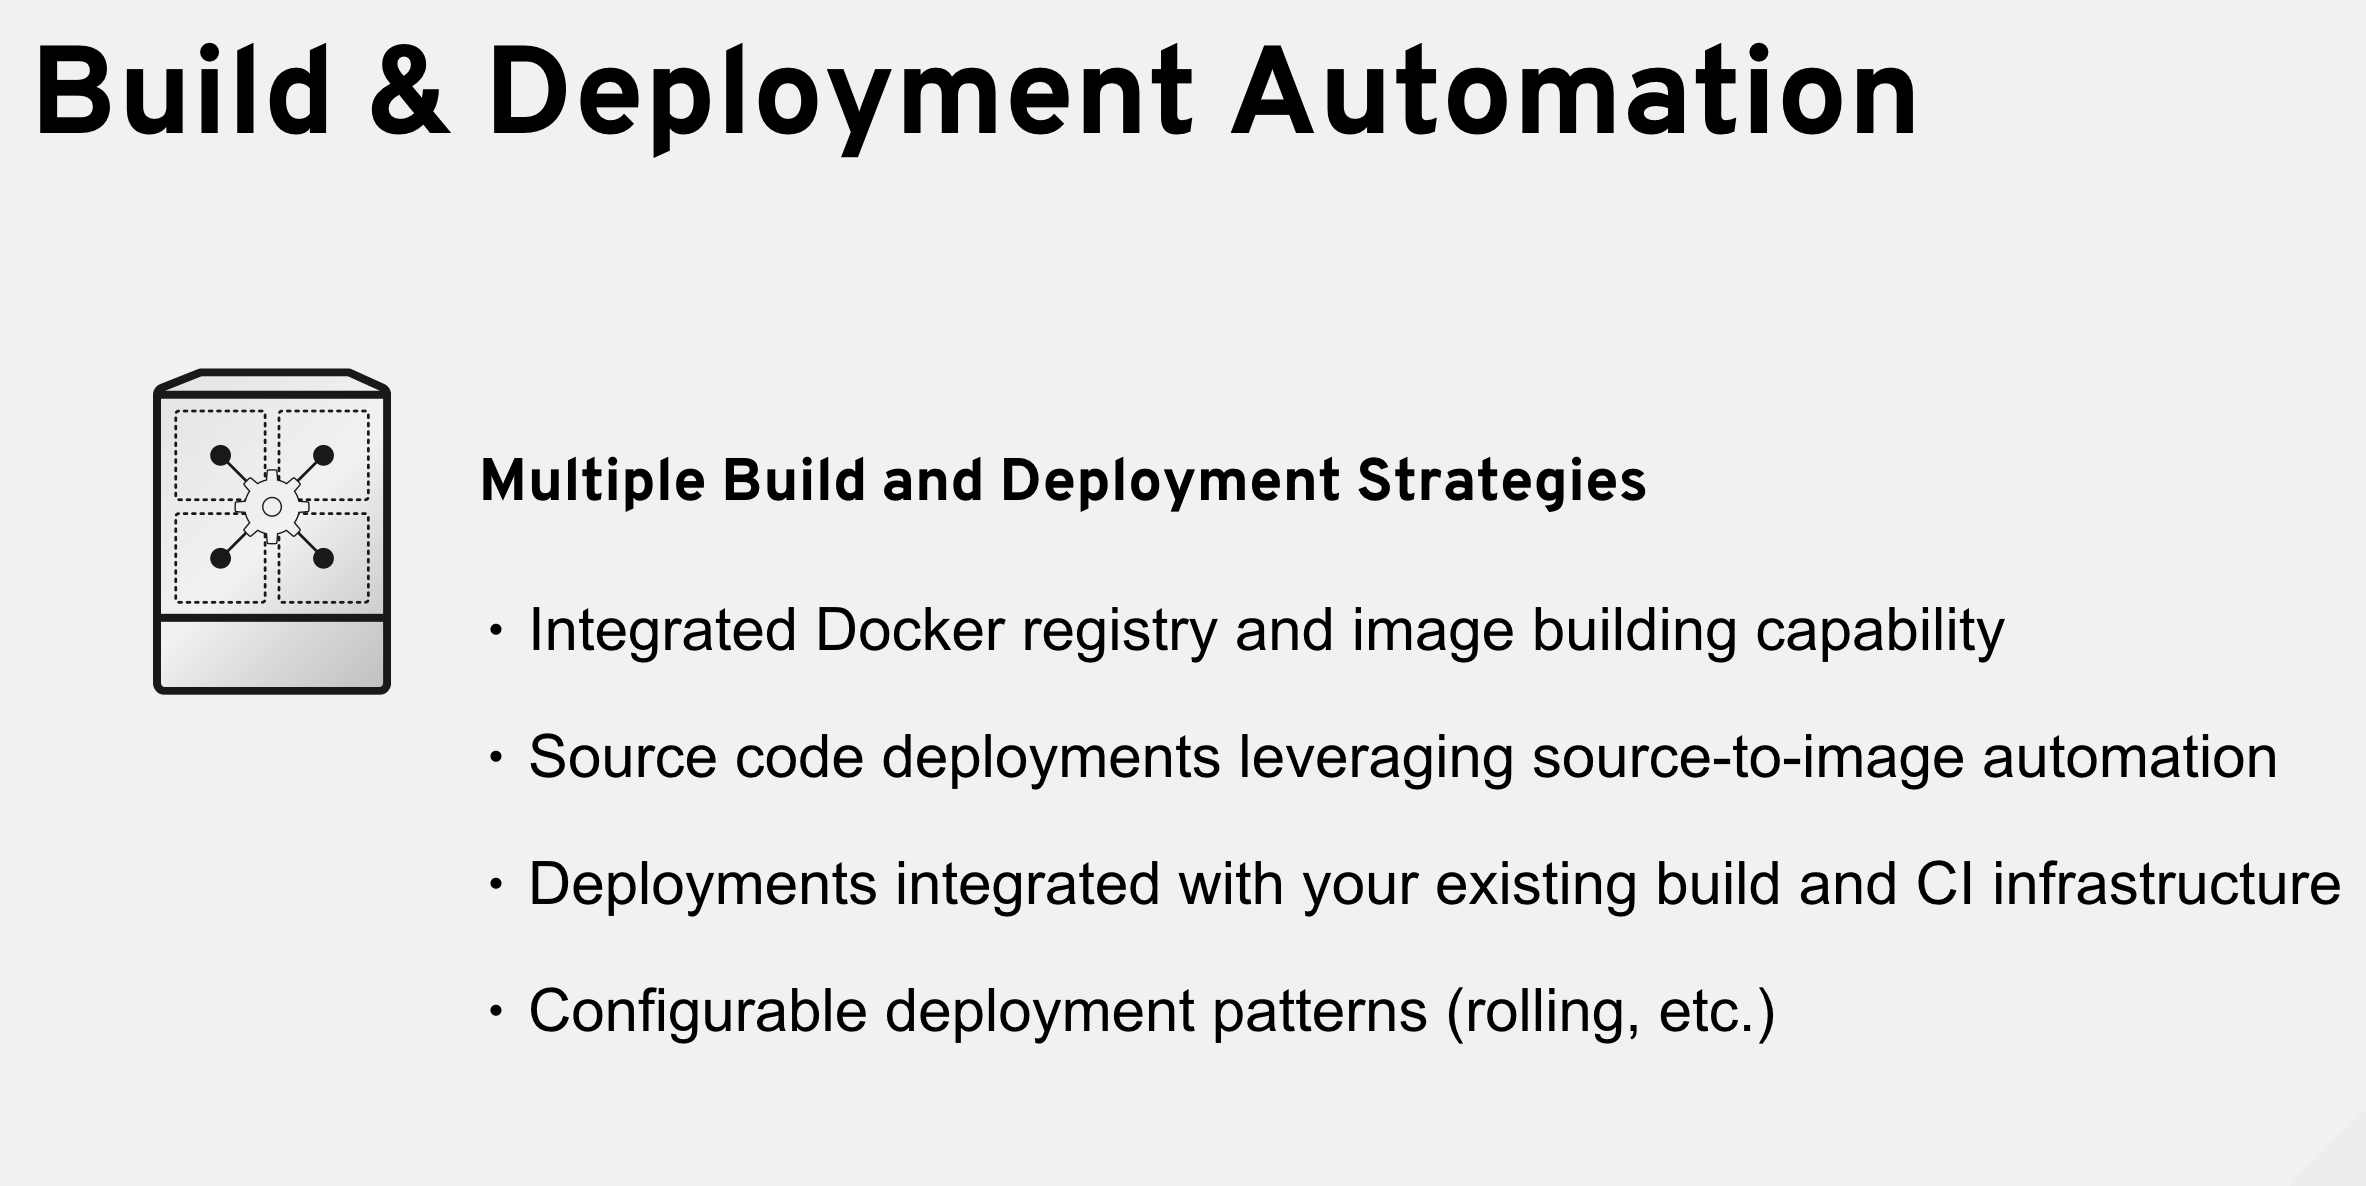 Build & Deployment Automation
Multiple Build and Deployment Strategies
· Integrated Docker registry and image building capability
· Source code deployments leveraging source-to-image automation
· Deployments integrated with your existing build and CI infrastructure
· Configurable deployment patterns (rolling, etc.)